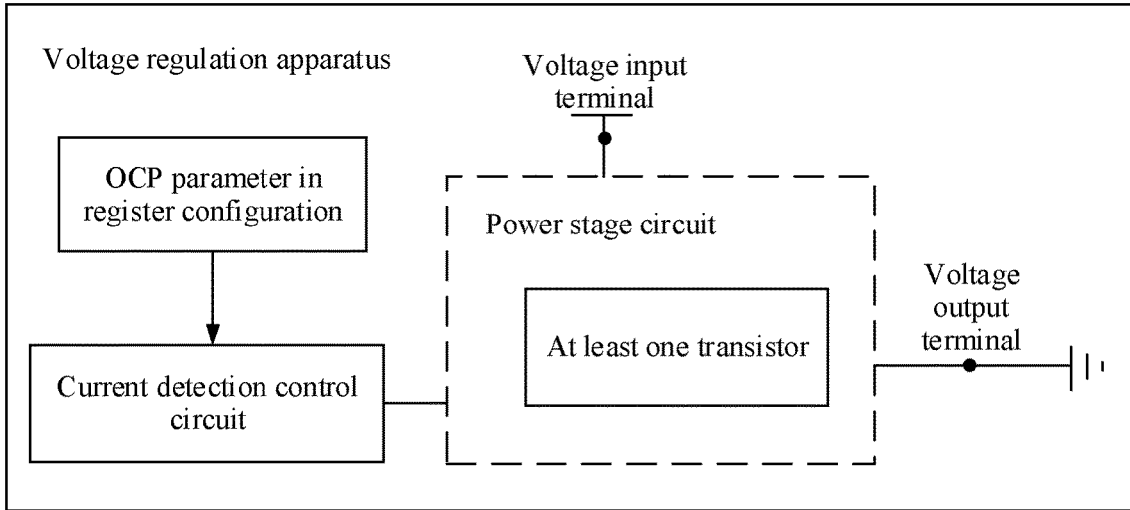 Voltage regulation apparatus
Voltage input
terminal
OCP parameter in
register configuration
Power stage circuit
Voltage
output
terminal
At least one transistor
Current detection control
circuit